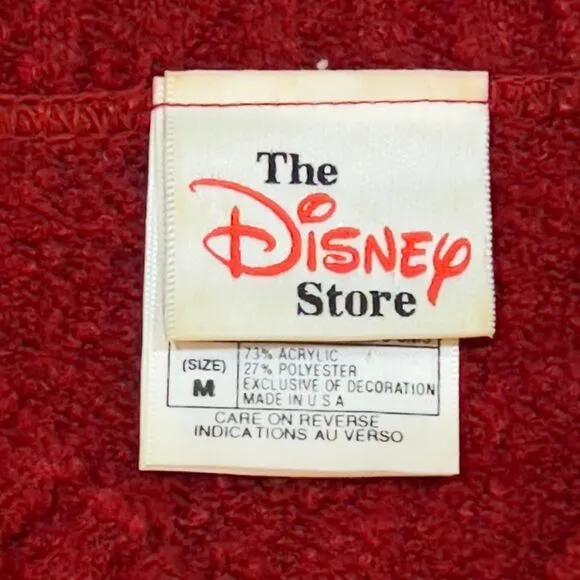 The
Disney
Store
73% ACRYLIC
(SIZE)
27% POLYESTER
M
EXCLUSIVE OF DECORATION
MADE IN U S A
CARE ON REVERSE
INDICATIONS AU VERSO